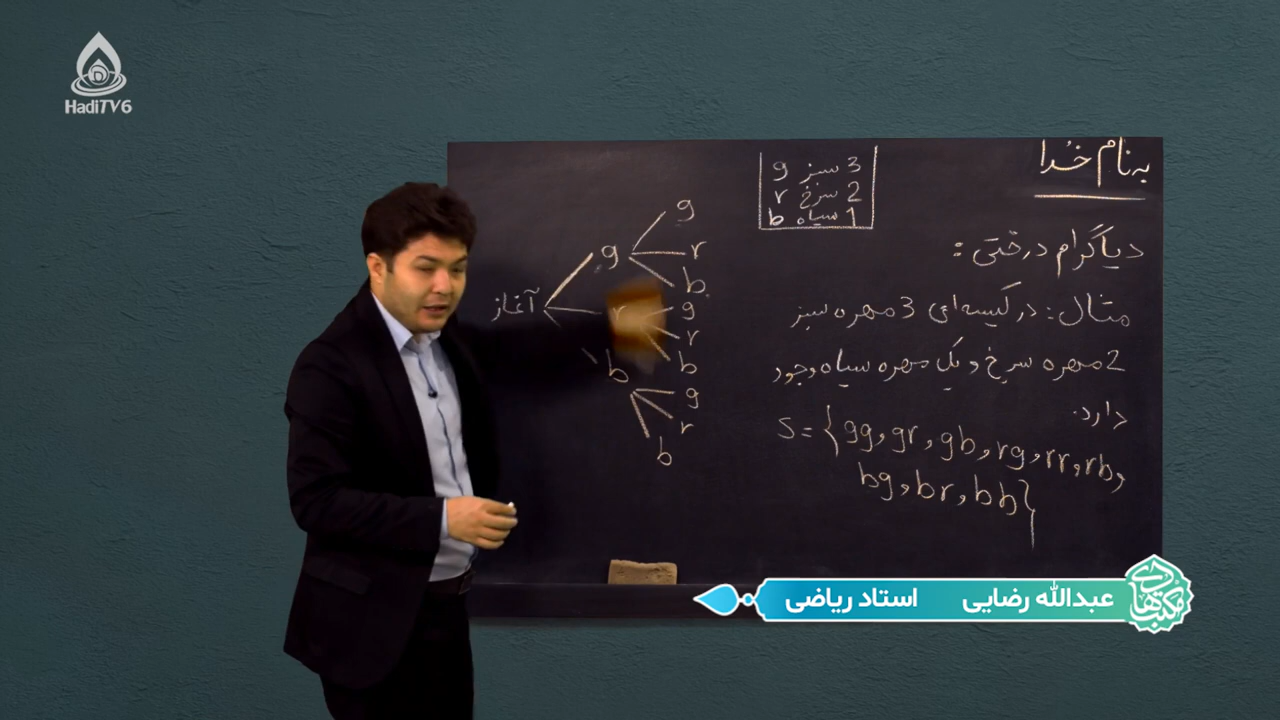 HadiTV6
به نام خدا
3 سبز g
2 سرخ r
1 سیاه b
دیاگرام درختی:
مثال: در کیسه‌ای 3 مهره سبز
2 مهره سرخ و یک مهره سیاه وجود
دارد.
S = {gg, gr, gb, rg, rr, rb,
bg, br, bb}
آغاز
g
g
r
b
r
g
r
b
b
g
r
b
عبدالله رضایی استاد ریاضی
مکتب هادی